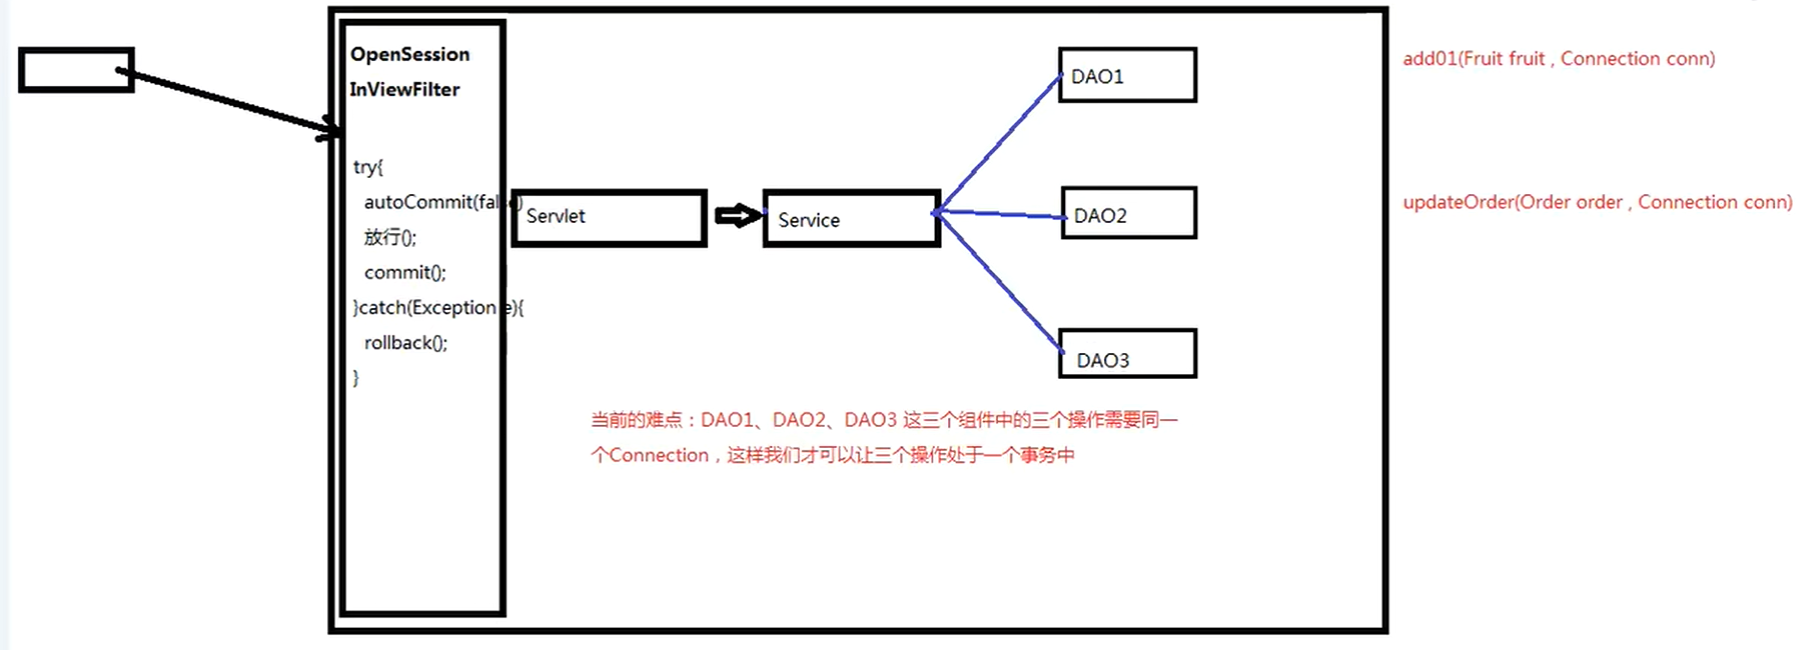 OpenSession
InViewFilter
try{
autoCommit(false)
放行();
commit();
}catch(Exception e){
rollback();
}
Servlet
Service
DAO1
DAO2
DAO3
add01(Fruit fruit , Connection conn)
updateOrder(Order order , Connection conn)
当前的难点：DAO1、DAO2、DAO3 这三个组件中的三个操作需要同一
个Connection，这样我们才可以让三个操作处于一个事务中